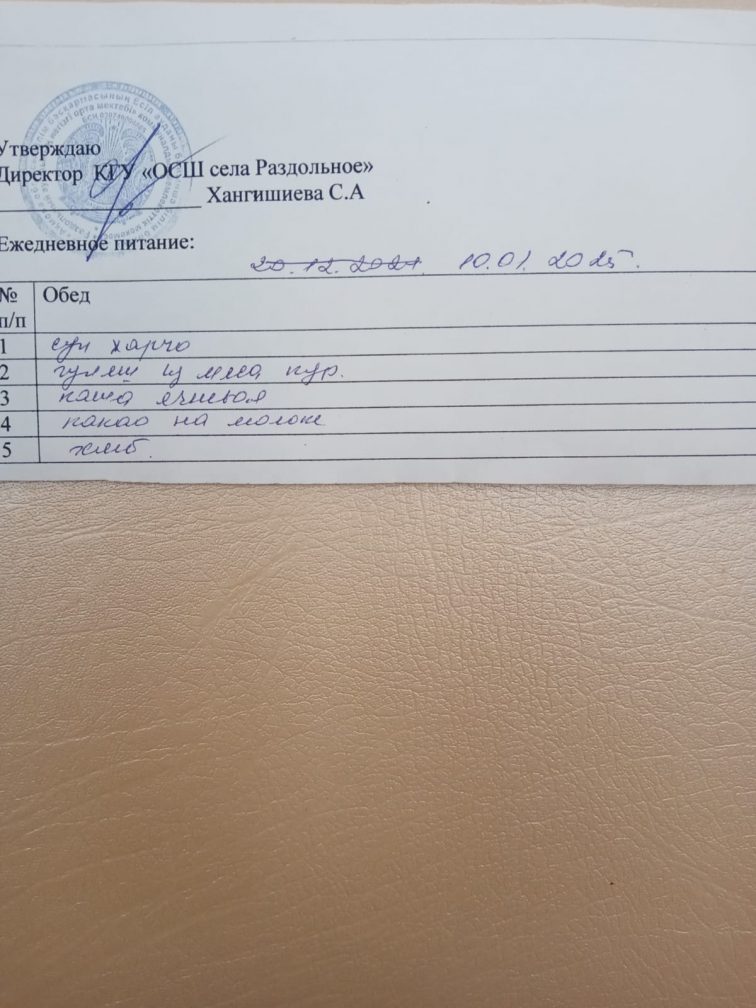 Утверждаю
Директор КГУ «ОСШ села Раздольное»
Хангишиева С.А
Ежедневное питание:
20.12.2024. 10.01.2025.
№ п/п Обед
1 суп харчо
2 гуляш из мяса кур.
3 каша ячневая
4 какао на молоке
5 хлеб.